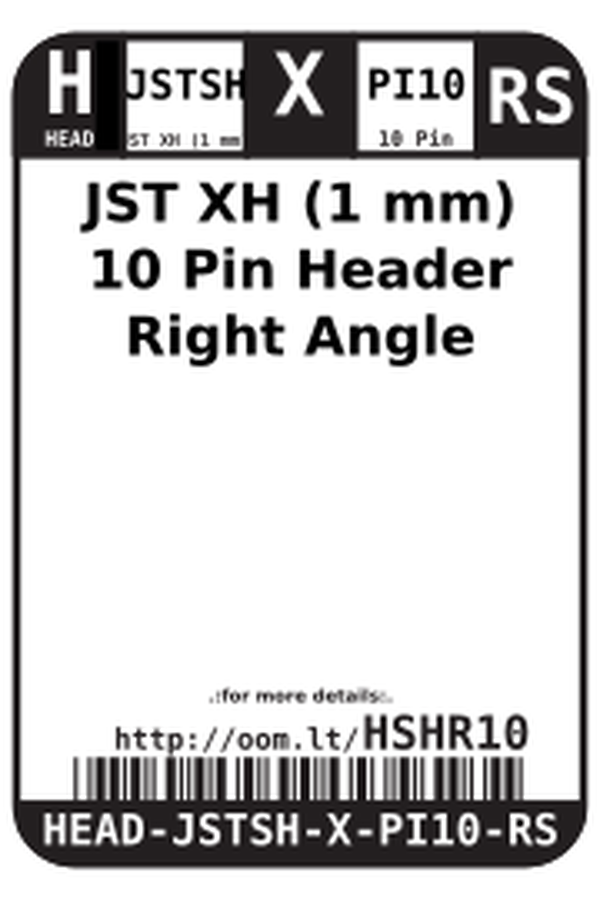 H JSTSH X PI10 RS
HEAD ST XH (1 mm 10 Pin
JST XH (1 mm)
10 Pin Header
Right Angle
.:for more details:.
http://oom.lt/HSHR10
HEAD-JSTSH-X-PI10-RS